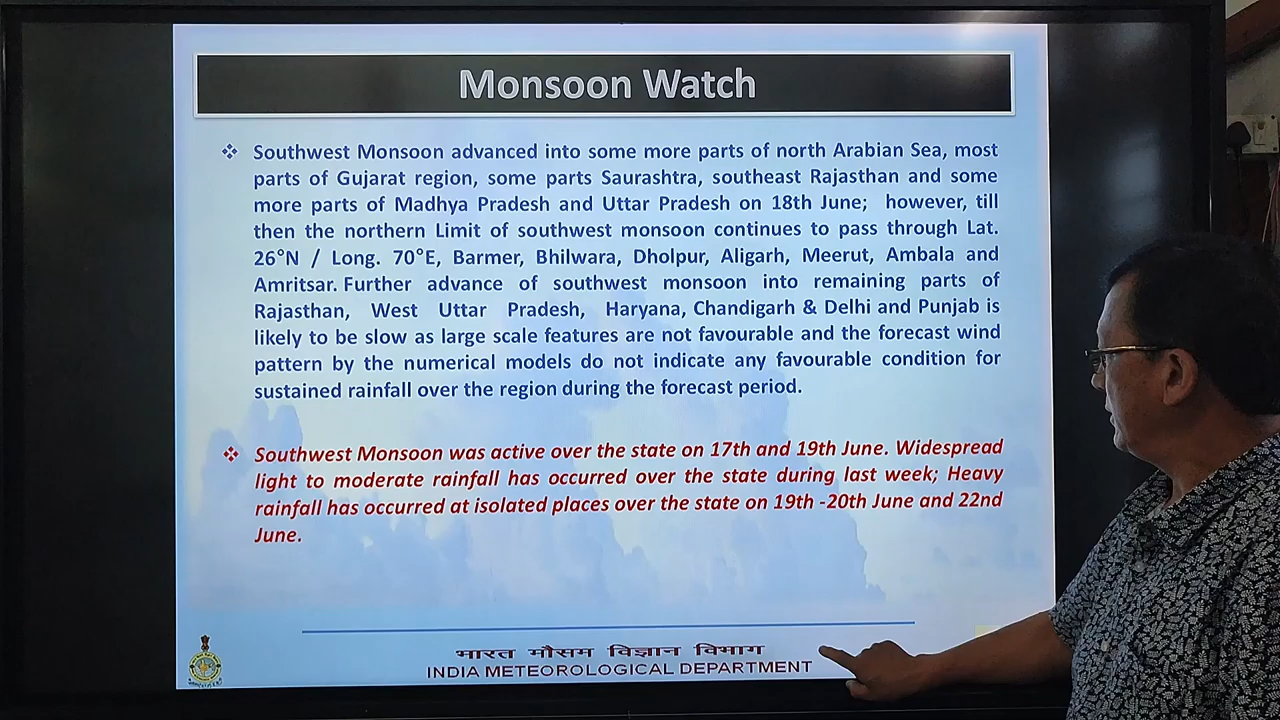 Monsoon Watch
Southwest Monsoon advanced into some more parts of north Arabian Sea, most
parts of Gujarat region, some parts Saurashtra, southeast Rajasthan and some
more parts of Madhya Pradesh and Uttar Pradesh on 18th June; however, till
then the northern Limit of southwest monsoon continues to pass through Lat.
26°N / Long. 70°E, Barmer, Bhilwara, Dholpur, Aligarh, Meerut, Ambala and
Amritsar. Further advance of southwest monsoon into remaining parts of
Rajasthan, West Uttar Pradesh, Haryana, Chandigarh & Delhi and Punjab is
likely to be slow as large scale features are not favourable and the forecast wind
pattern by the numerical models do not indicate any favourable condition for
sustained rainfall over the region during the forecast period.
Southwest Monsoon was active over the state on 17th and 19th June. Widespread
light to moderate rainfall has occurred over the state during last week; Heavy
rainfall has occurred at isolated places over the state on 19th -20th June and 22nd
June.
भारत मौसम विज्ञान विभाग
INDIA METEOROLOGICAL DEPARTMENT